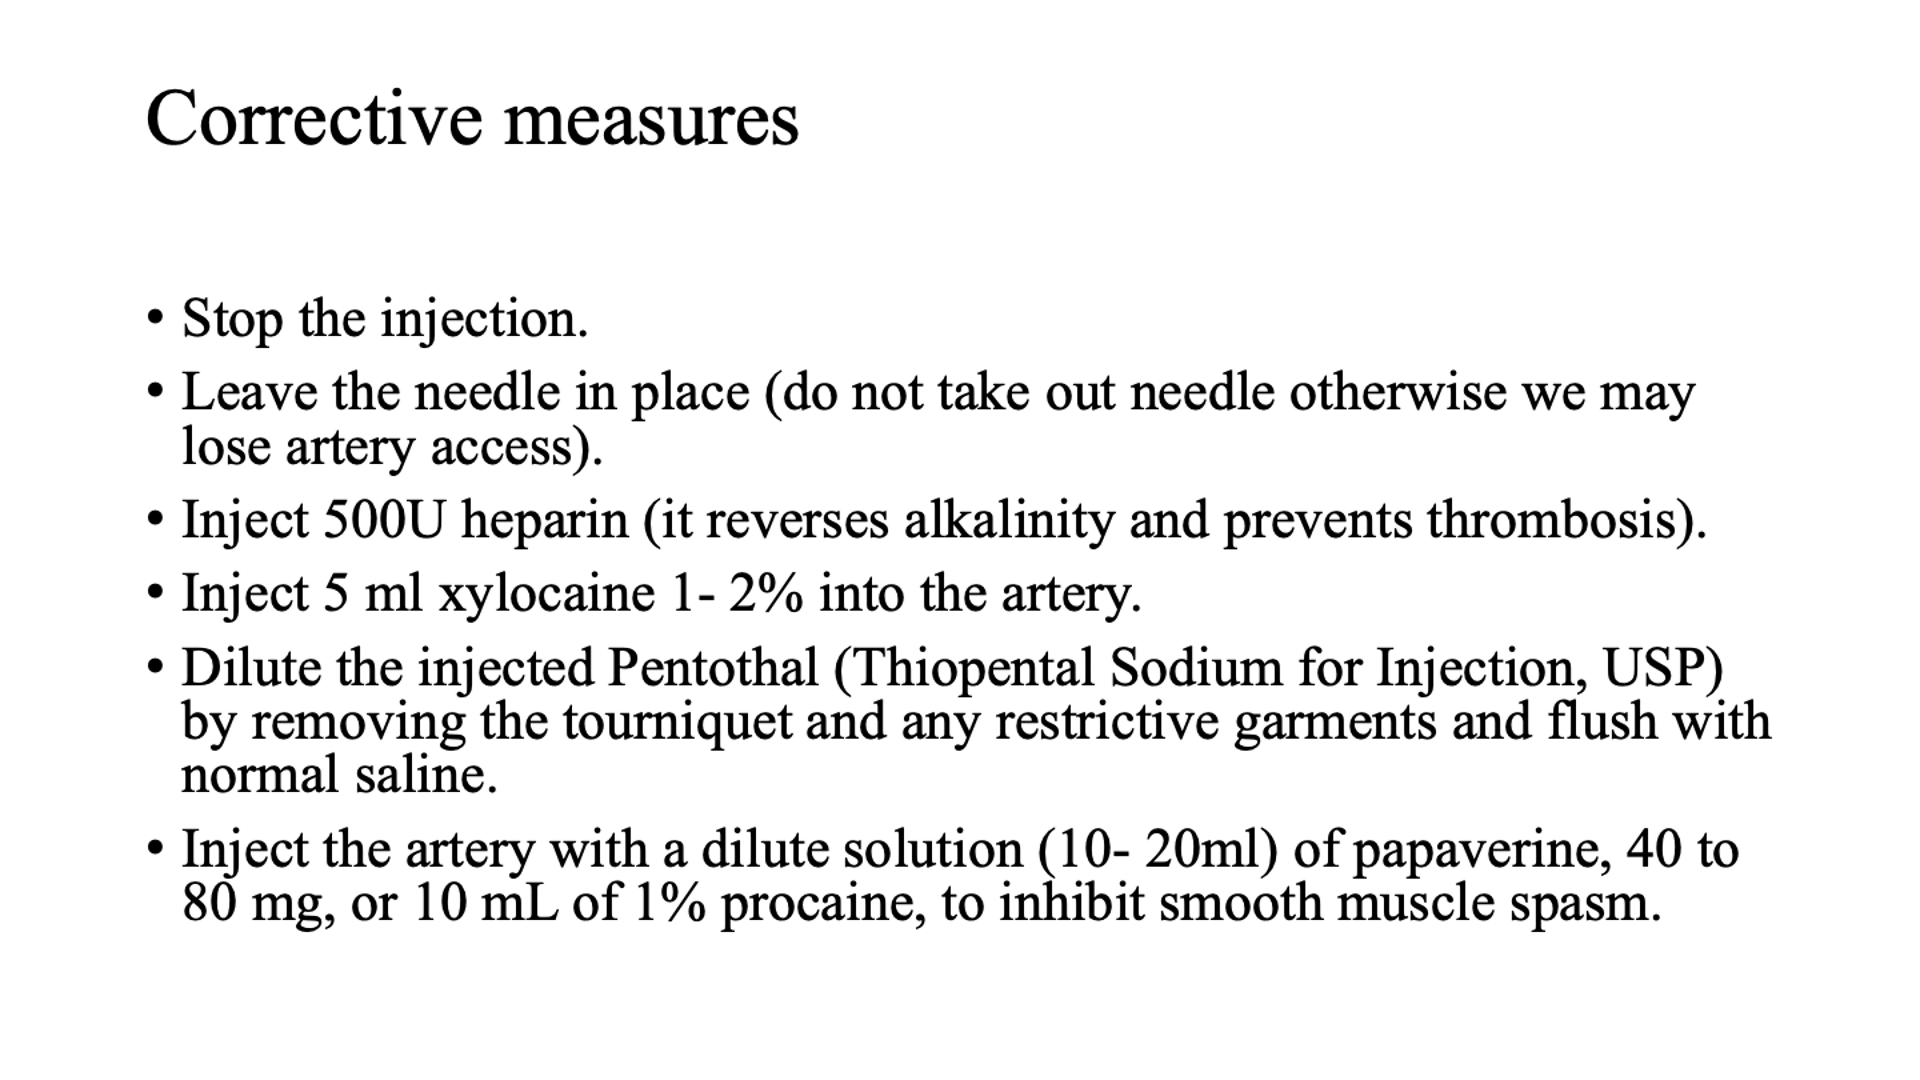 Corrective measures
• Stop the injection.
• Leave the needle in place (do not take out needle otherwise we may
lose artery access).
• Inject 500U heparin (it reverses alkalinity and prevents thrombosis).
• Inject 5 ml xylocaine 1- 2% into the artery.
• Dilute the injected Pentothal (Thiopental Sodium for Injection, USP)
by removing the tourniquet and any restrictive garments and flush with
normal saline.
• Inject the artery with a dilute solution (10- 20ml) of papaverine, 40 to
80 mg, or 10 mL of 1% procaine, to inhibit smooth muscle spasm.